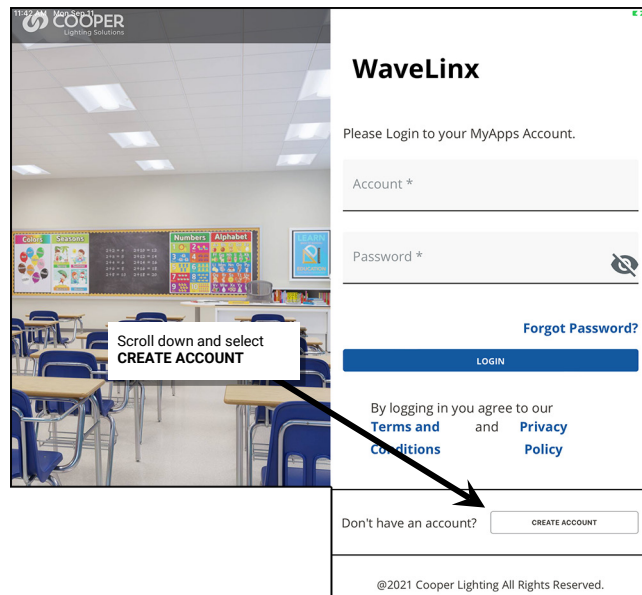 11:42 AM Mon Sep 11
COOPER
Lighting Solutions
WaveLinx
Please Login to your MyApps Account.
Account *
Password *
Forgot Password?
LOGIN
By logging in you agree to our
Terms and and Privacy
Conditions Policy
Don't have an account?
CREATE ACCOUNT
@2021 Cooper Lighting All Rights Reserved.
Scroll down and select
CREATE ACCOUNT
Colors
Seasons
Numbers
Alphabet
LEARN